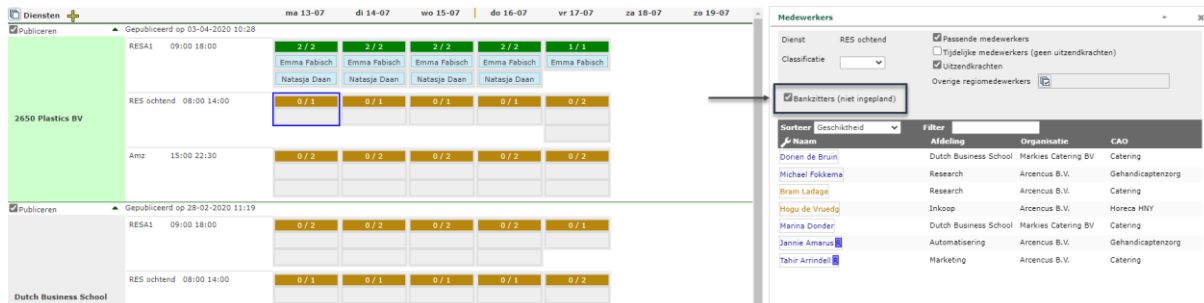 Diensten
ma 13-07 di 14-07 wo 15-07 do 16-07 vr 17-07 za 18-07 zo 19-07
Publiceren Gepubliceerd op 03-04-2020 10:28
2650 Plastics BV
RESA1 09:00 18:00 2 / 2 2 / 2 2 / 2 2 / 2 1 / 1
Emma Fabisch Emma Fabisch Emma Fabisch Emma Fabisch Emma Fabisch
Natasja Daan Natasja Daan Natasja Daan Natasja Daan
RES ochtend 08:00 14:00 0 / 1 0 / 1 0 / 1 0 / 1 0 / 2
Amz 15:00 22:30 0 / 2 0 / 2 0 / 2 0 / 2 0 / 2
Publiceren Gepubliceerd op 28-02-2020 11:19
Dutch Business School
RESA1 09:00 18:00 0 / 2 0 / 2 0 / 2 0 / 2 0 / 1
RES ochtend 08:00 14:00 0 / 1 0 / 1 0 / 1 0 / 1 0 / 2
Medewerkers
Dienst RES ochtend
Classificatie
Passende medewerkers
Tijdelijke medewerkers (geen uitzendkrachten)
Uitzendkrachten
Overige regiomedewerkers
Bankzitters (niet ingepland)
Sorteer Geschiktheid Filter
Naam Afdeling Organisatie CAO
Dorien de Bruin Dutch Business School Markies Catering BV Catering
Michael Fokkema Research Arcencus B.V. Gehandicaptenzorg
Bram Ladage Research Arcencus B.V. Catering
Hogu de Vruedg Inkoop Arcencus B.V. Horeca HNY
Marina Donder Dutch Business School Markies Catering BV Catering
Jannie Amarus R Automatisering Arcencus B.V. Gehandicaptenzorg
Tahir Arrindell R Marketing Arcencus B.V. Catering